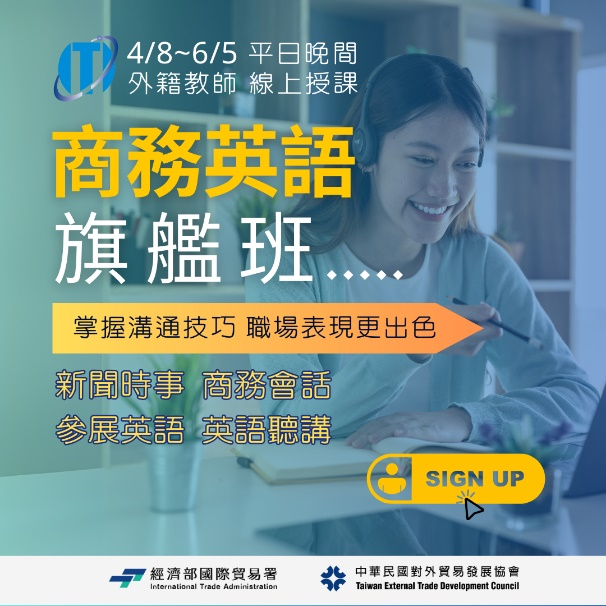 ITI
4/8~6/5 平日晚間
外籍教師 線上授課
商務英語
旗艦班.....
掌握溝通技巧 職場表現更出色
新聞時事 商務會話
參展英語 英語聽講
SIGN UP
經濟部國際貿易署
International Trade Administration
中華民國對外貿易發展協會
Taiwan External Trade Development Council